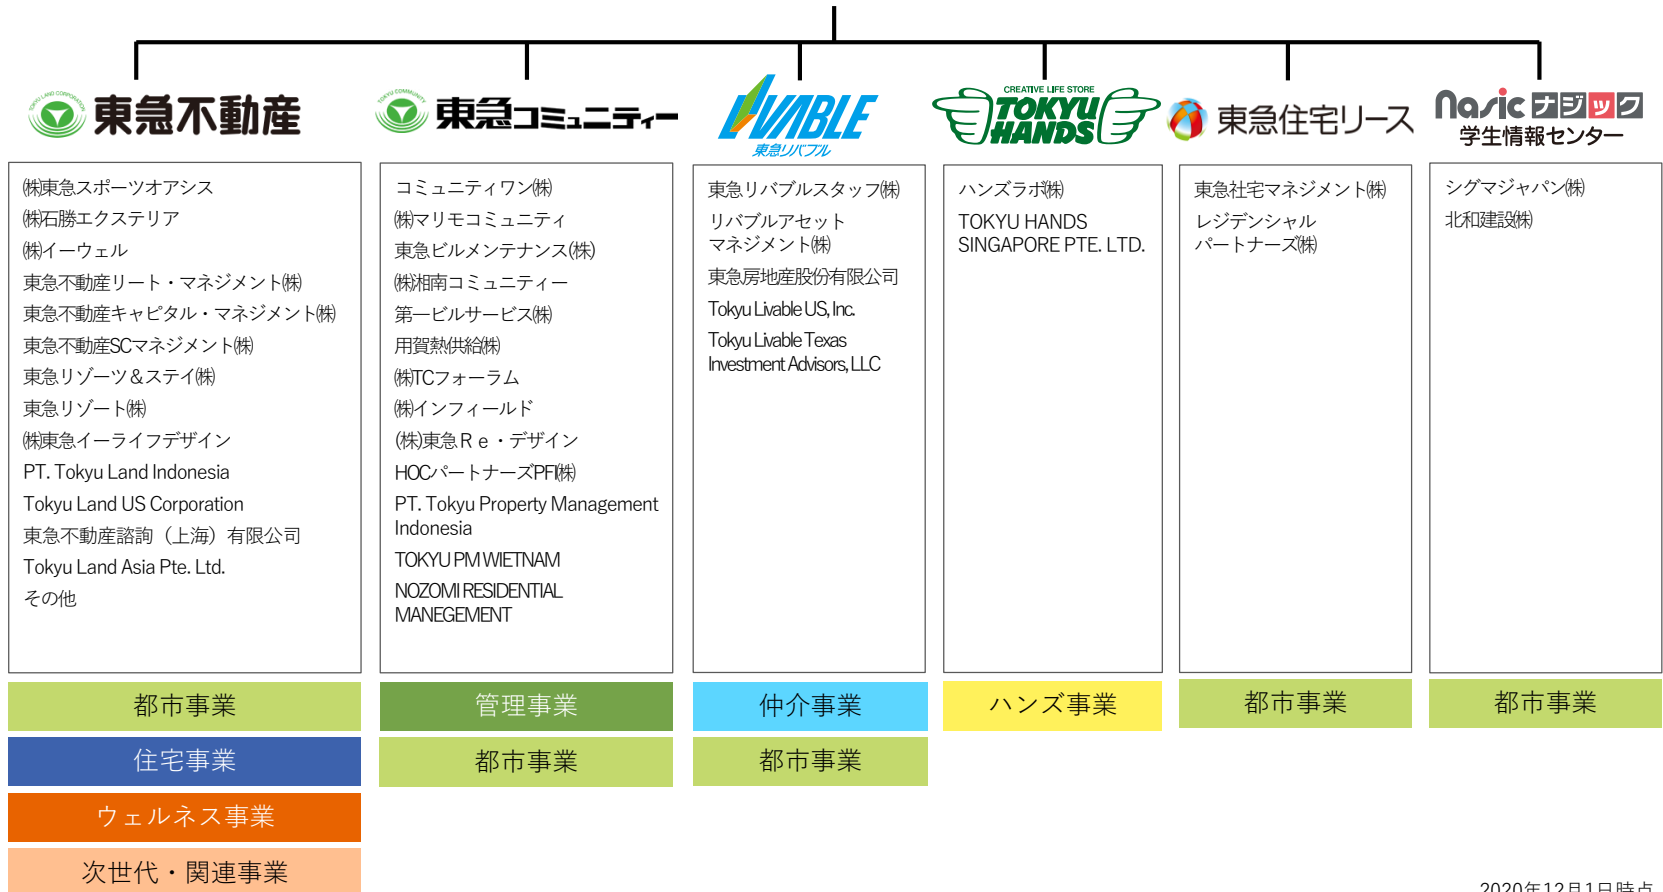 TOKYU LAND CORPORATION
東急不動産
㈱東急スポーツオアシス
㈱石勝エクステリア
㈱イーウェル
東急不動産リート・マネジメント㈱
東急不動産キャピタル・マネジメント㈱
東急不動産SCマネジメント㈱
東急リゾーツ＆ステイ㈱
東急リゾート㈱
㈱東急イーライフデザイン
PT. Tokyu Land Indonesia
Tokyu Land US Corporation
東急不動産諮詢（上海）有限公司
Tokyu Land Asia Pte. Ltd.
その他
都市事業
住宅事業
ウェルネス事業
次世代・関連事業
TOKYU COMMUNITY
東急コミュニティー
コミュニティワン㈱
㈱マリモコミュニティ
東急ビルメンテナンス(株)
㈱湘南コミュニティー
第一ビルサービス㈱
用賀熱供給㈱
㈱TCフォーラム
㈱インフィールド
(株)東急Ｒｅ・デザイン
HOCパートナーズPFI㈱
PT. Tokyu Property Management
Indonesia
TOKYU PM WIETNAM
NOZOMI RESIDENTIAL
MANEGEMENT
管理事業
都市事業
LIVABLE
東急リバブル
東急リバブルスタッフ㈱
リバブルアセット
マネジメント㈱
東急房地産股份有限公司
Tokyu Livable US, Inc.
Tokyu Livable Texas
Investment Advisors, LLC
仲介事業
都市事業
CREATIVE LIFE STORE
TOKYU
HANDS
ハンズラボ㈱
TOKYU HANDS
SINGAPORE PTE. LTD.
ハンズ事業
東急住宅リース
東急社宅マネジメント㈱
レジデンシャル
パートナーズ㈱
都市事業
nasic ナジック
学生情報センター
シグマジャパン㈱
北和建設㈱
都市事業
2020年12月1日時点